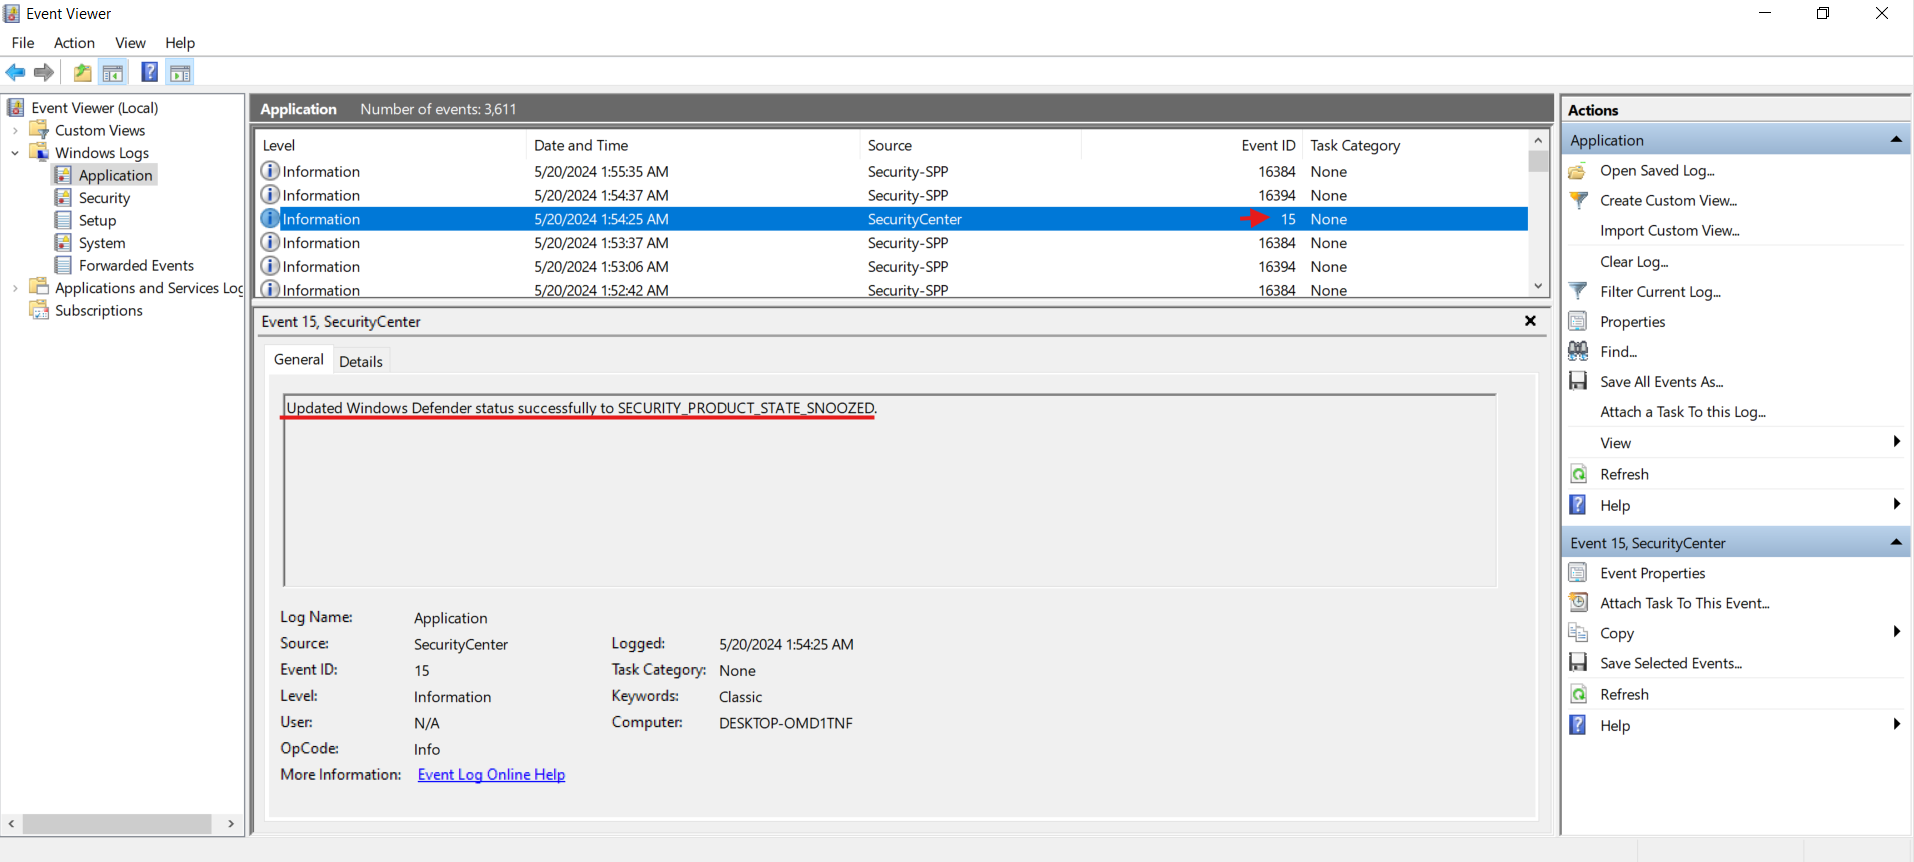 Event Viewer
File Action View Help
Event Viewer (Local)
Custom Views
Windows Logs
Application
Security
Setup
System
Forwarded Events
Applications and Services Log
Subscriptions
Application Number of events: 3,611
Level Date and Time Source Event ID Task Category
Information 5/20/2024 1:55:35 AM Security-SPP 16384 None
Information 5/20/2024 1:54:37 AM Security-SPP 16394 None
Information 5/20/2024 1:54:25 AM SecurityCenter 15 None
Information 5/20/2024 1:53:37 AM Security-SPP 16384 None
Information 5/20/2024 1:53:06 AM Security-SPP 16394 None
Information 5/20/2024 1:52:42 AM Security-SPP 16384 None
Event 15, SecurityCenter
General Details
Updated Windows Defender status successfully to SECURITY_PRODUCT_STATE_SNOOZED.
Log Name: Application
Source: SecurityCenter Logged: 5/20/2024 1:54:25 AM
Event ID: 15 Task Category: None
Level: Information Keywords: Classic
User: N/A Computer: DESKTOP-OMD1TNF
OpCode: Info
More Information: Event Log Online Help
Actions
Application
Open Saved Log...
Create Custom View...
Import Custom View...
Clear Log...
Filter Current Log...
Properties
Find...
Save All Events As...
Attach a Task To this Log...
View
Refresh
Help
Event 15, SecurityCenter
Event Properties
Attach Task To This Event...
Copy
Save Selected Events...
Refresh
Help